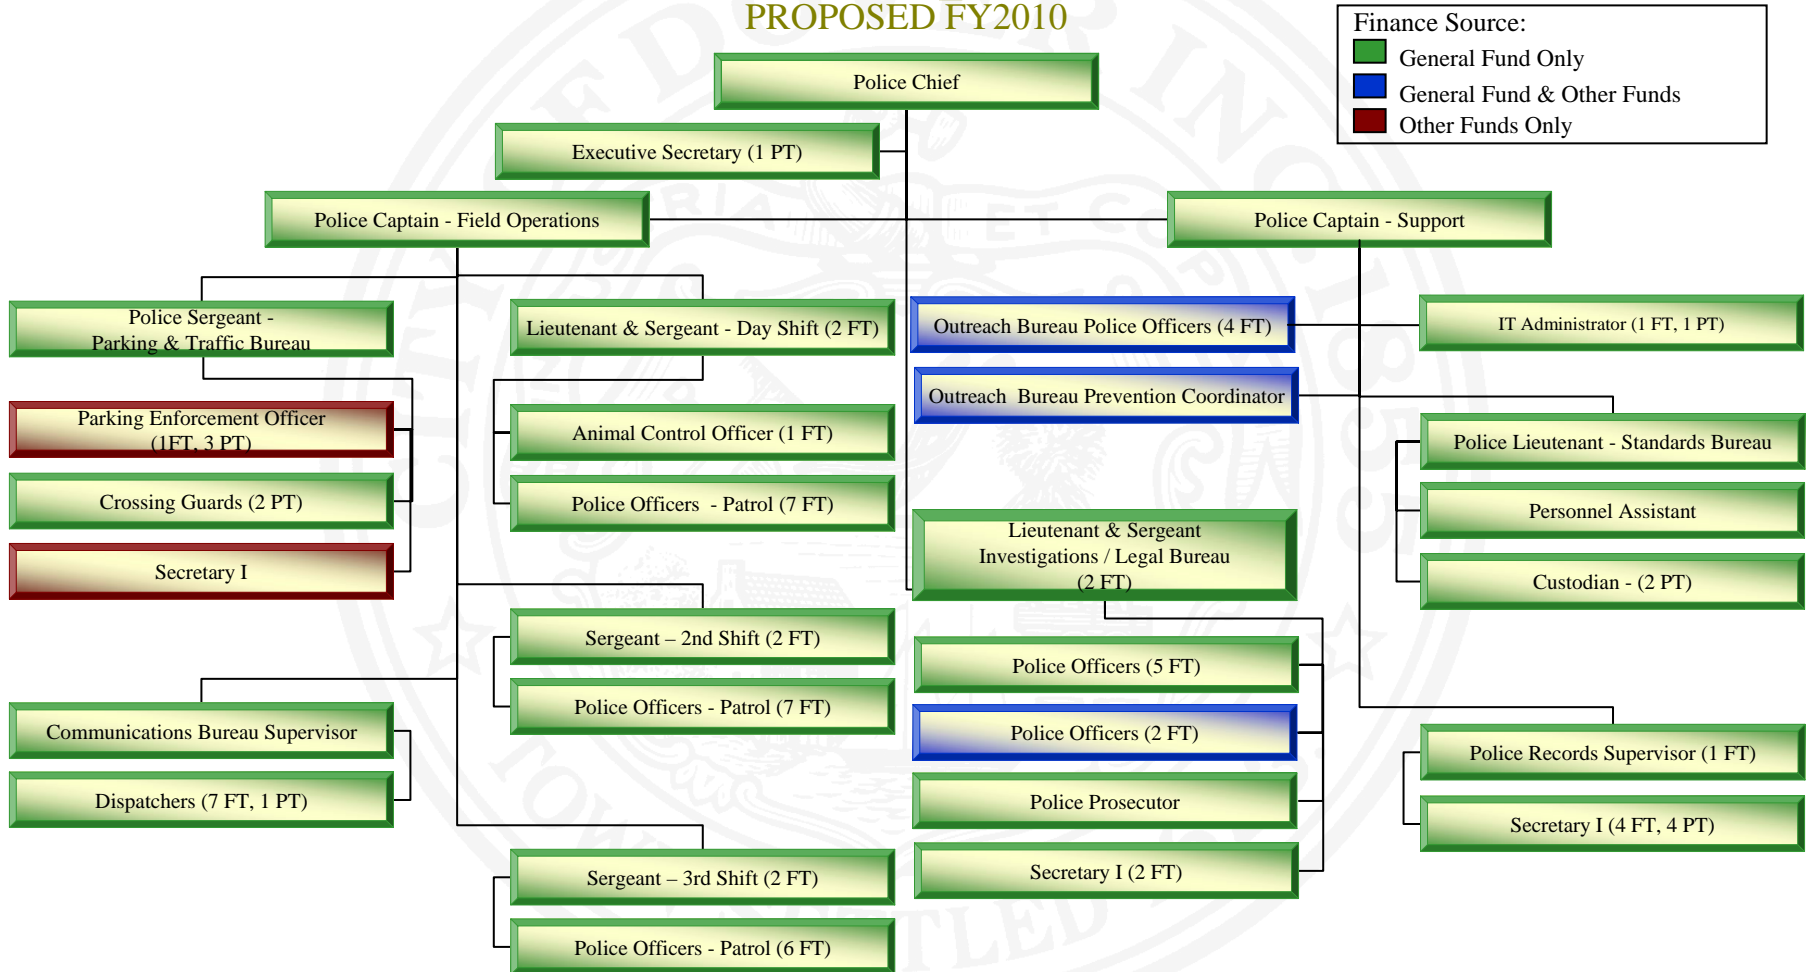 PROPOSED FY2010
Finance Source:
General Fund Only
General Fund & Other Funds
Other Funds Only
Police Chief
Executive Secretary (1 PT)
Police Captain - Field Operations
Police Captain - Support
Police Sergeant -
Parking & Traffic Bureau
Lieutenant & Sergeant - Day Shift (2 FT)
Outreach Bureau Police Officers (4 FT)
IT Administrator (1 FT, 1 PT)
Outreach  Bureau Prevention Coordinator
Parking Enforcement Officer
(1FT, 3 PT)
Animal Control Officer (1 FT)
Police Lieutenant - Standards Bureau
Crossing Guards (2 PT)
Police Officers  - Patrol (7 FT)
Personnel Assistant
Lieutenant & Sergeant
Investigations / Legal Bureau
(2 FT)
Secretary I
Custodian - (2 PT)
Sergeant – 2nd Shift (2 FT)
Police Officers (5 FT)
Police Officers - Patrol (7 FT)
Communications Bureau Supervisor
Police Officers (2 FT)
Police Records Supervisor (1 FT)
Dispatchers (7 FT, 1 PT)
Police Prosecutor
Secretary I (4 FT, 4 PT)
Sergeant – 3rd Shift (2 FT)
Secretary I (2 FT)
Police Officers - Patrol (6 FT)